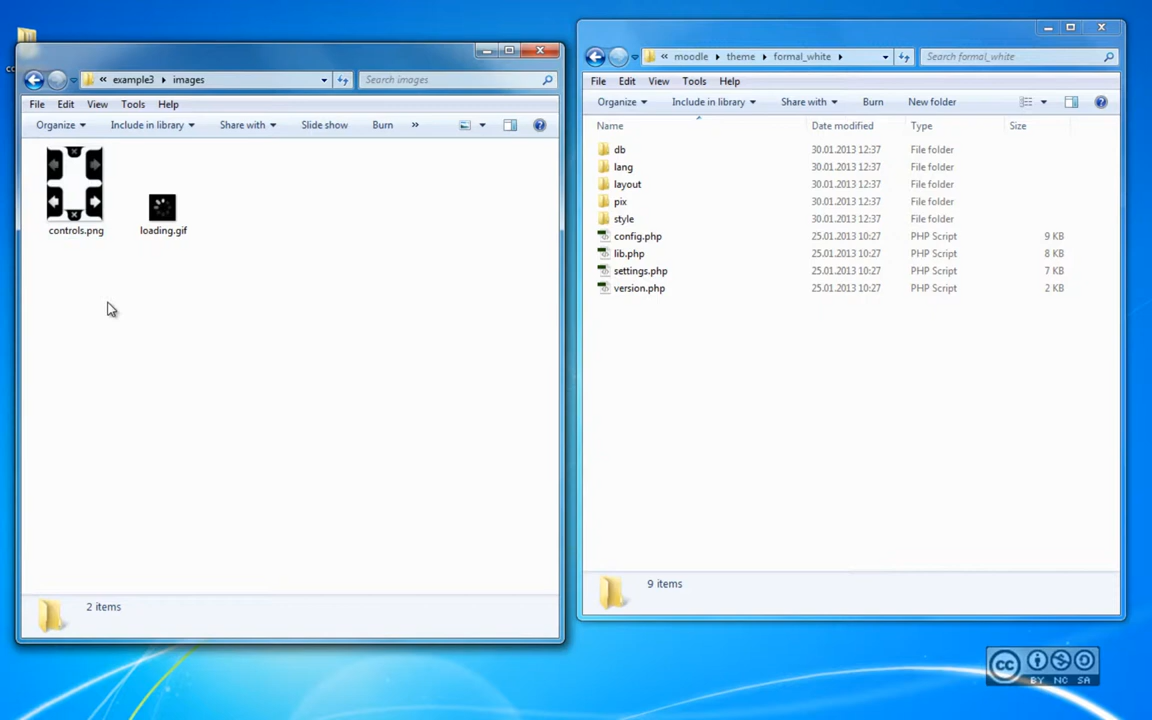 example3 images
Search images
File Edit View Tools Help
Organize Include in library Share with Slide show Burn »
controls.png
loading.gif
2 items
« moodle theme formal_white
Search formal_white
File Edit View Tools Help
Organize Include in library Share with Burn New folder
Name Date modified Type Size
db 30.01.2013 12:37 File folder
lang 30.01.2013 12:37 File folder
layout 30.01.2013 12:37 File folder
pix 30.01.2013 12:37 File folder
style 30.01.2013 12:37 File folder
config.php 25.01.2013 10:27 PHP Script 9 KB
lib.php 25.01.2013 10:27 PHP Script 8 KB
settings.php 25.01.2013 10:27 PHP Script 7 KB
version.php 25.01.2013 10:27 PHP Script 2 KB
9 items
cc BY NC SA